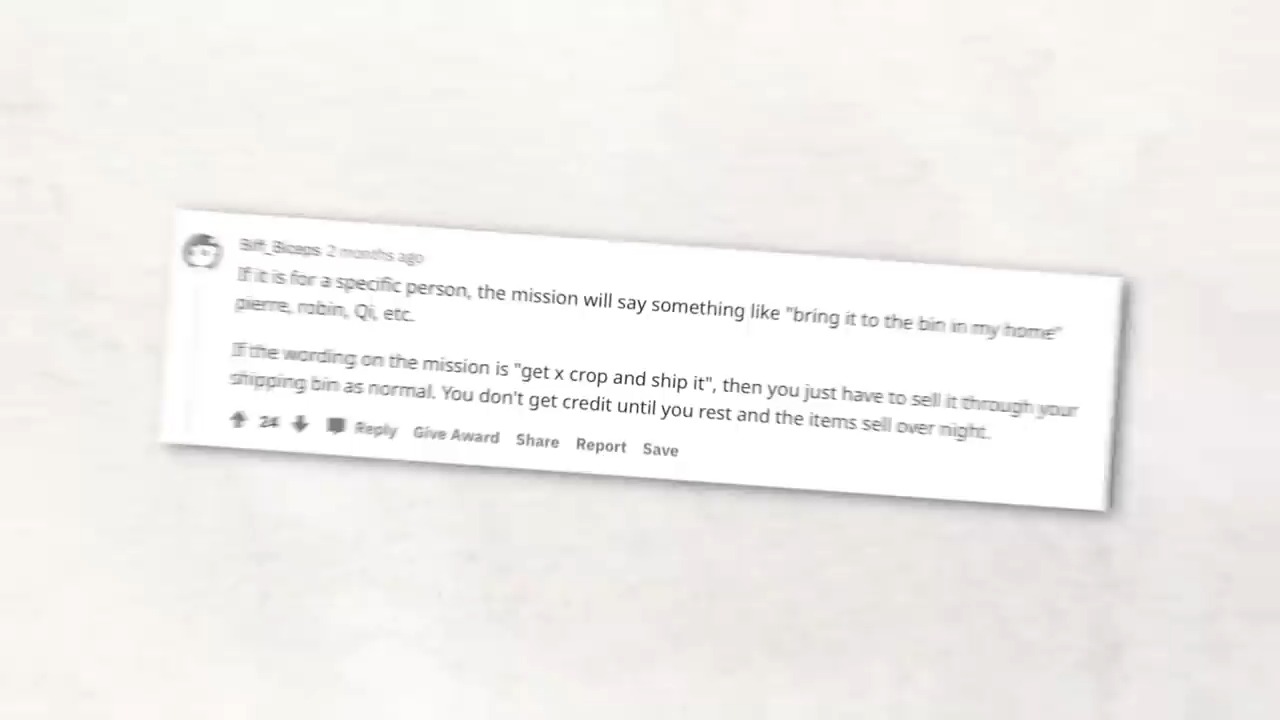 Biff_Biceps 2 months ago
If it is for a specific person, the mission will say something like "bring it to the bin in my home"
pierre, robin, Qi, etc.
If the wording on the mission is "get x crop and ship it", then you just have to sell it through your
shipping bin as normal. You don't get credit until you rest and the items sell over night.
24 Reply Give Award Share Report Save